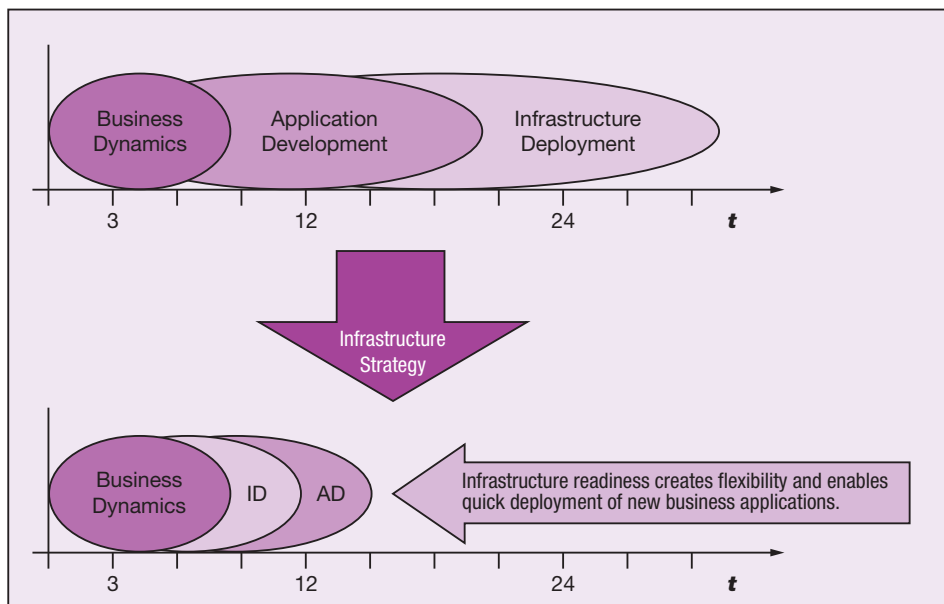 Business
Dynamics
Application
Development
Infrastructure
Deployment
3
12
24
t
Infrastructure
Strategy
Business
Dynamics
ID
AD
Infrastructure readiness creates flexibility and enables
quick deployment of new business applications.
3
12
24
t